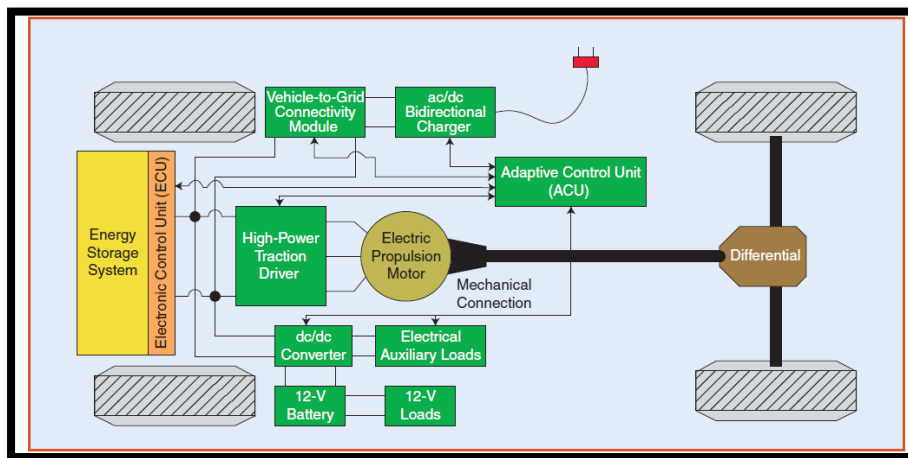 Vehicle-to-Grid
Connectivity
Module
ac/dc
Bidirectional
Charger
Adaptive Control Unit
(ACU)
Energy
Storage
System
Electronic Control Unit (ECU)
High-Power
Traction
Driver
Electric
Propulsion
Motor
Mechanical
Connection
Differential
dc/dc
Converter
Electrical
Auxiliary Loads
12-V
Battery
12-V
Loads